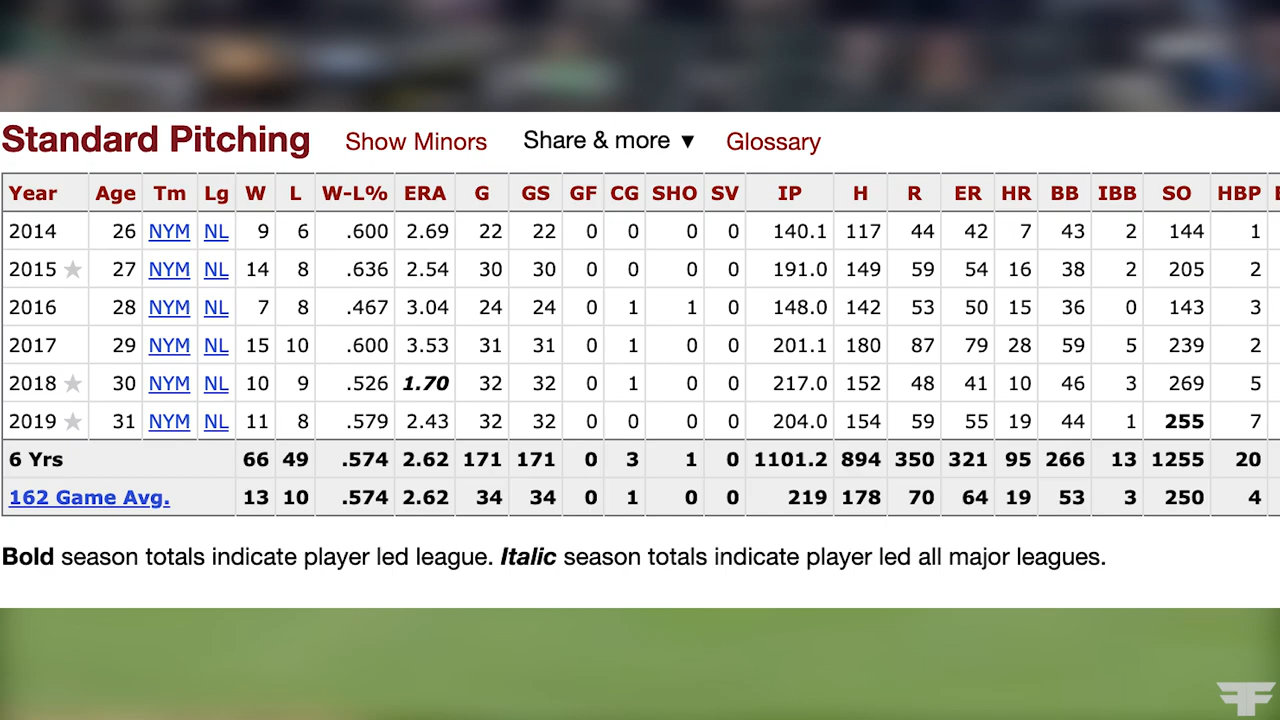 Standard Pitching Show Minors Share & more ▼ Glossary
Year Age Tm Lg W L W-L% ERA G GS GF CG SHO SV IP H R ER HR BB IBB SO HBP
2014 26 NYM NL 9 6 .600 2.69 22 22 0 0 0 0 140.1 117 44 42 7 43 2 144 1
2015 ★ 27 NYM NL 14 8 .636 2.54 30 30 0 0 0 0 191.0 149 59 54 16 38 2 205 2
2016 28 NYM NL 7 8 .467 3.04 24 24 0 1 1 0 148.0 142 53 50 15 36 0 143 3
2017 29 NYM NL 15 10 .600 3.53 31 31 0 1 0 0 201.1 180 87 79 28 59 5 239 2
2018 ★ 30 NYM NL 10 9 .526 1.70 32 32 0 1 0 0 217.0 152 48 41 10 46 3 269 5
2019 ★ 31 NYM NL 11 8 .579 2.43 32 32 0 0 0 0 204.0 154 59 55 19 44 1 255 7
6 Yrs 66 49 .574 2.62 171 171 0 3 1 0 1101.2 894 350 321 95 266 13 1255 20
162 Game Avg. 13 10 .574 2.62 34 34 0 1 0 0 219 178 70 64 19 53 3 250 4
Bold season totals indicate player led league. Italic season totals indicate player led all major leagues.